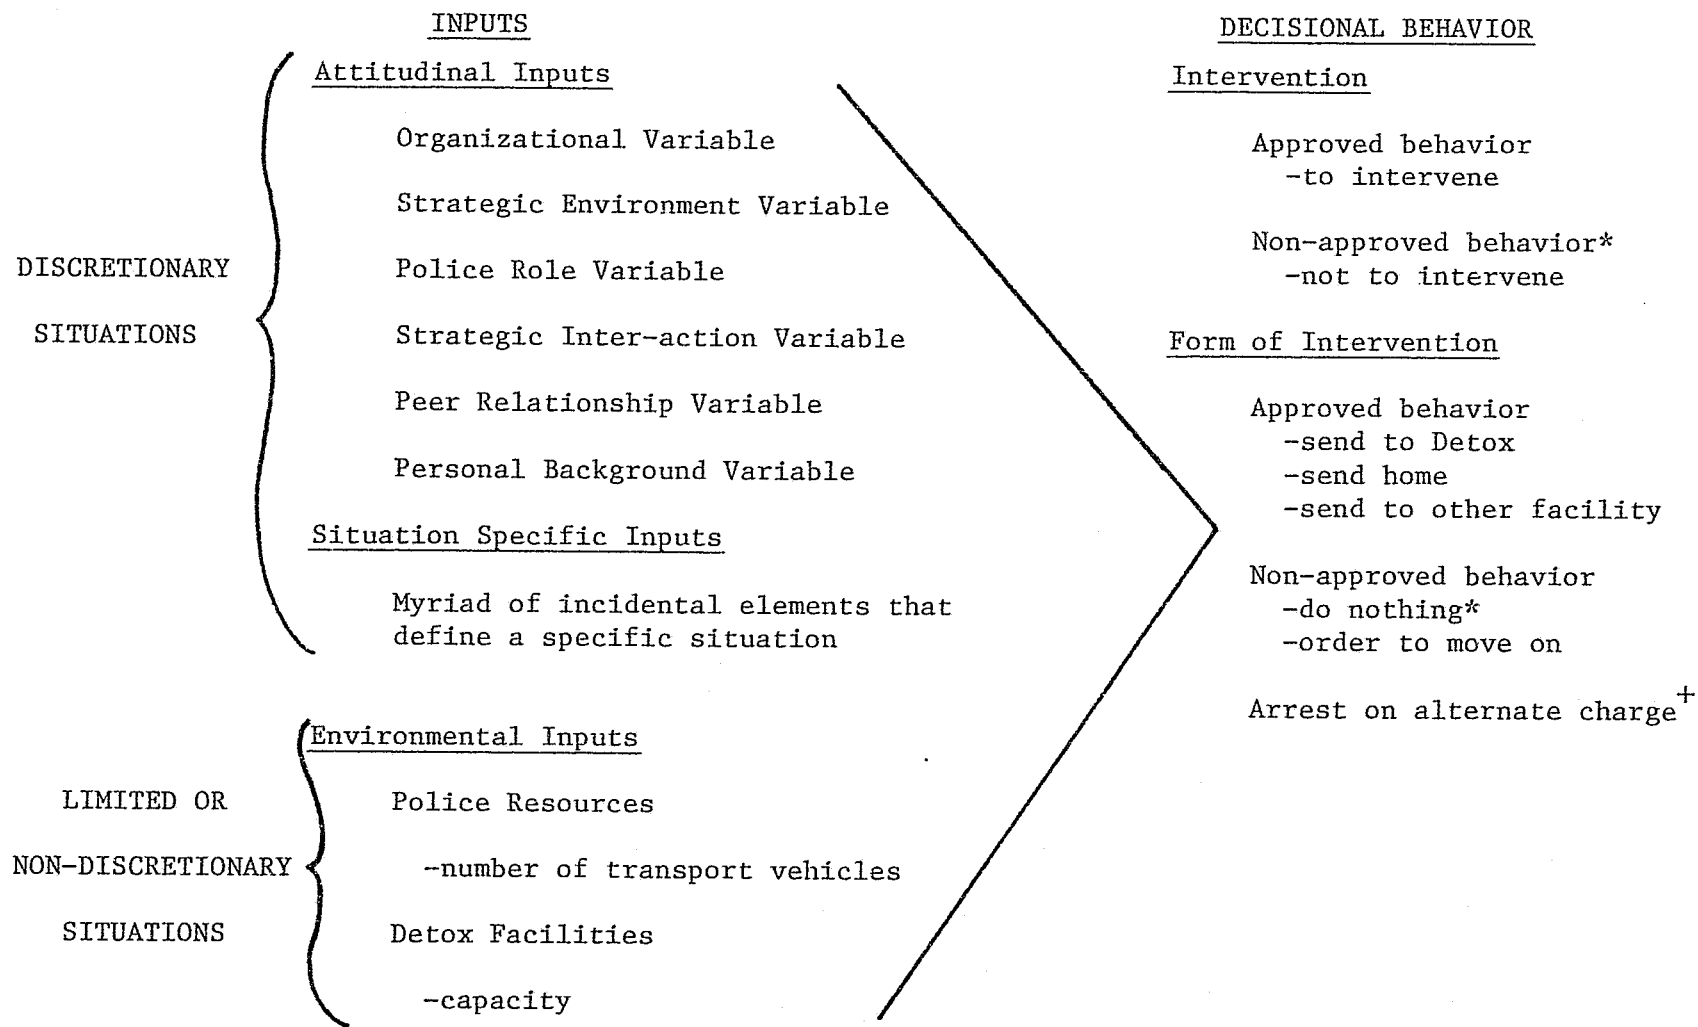 INPUTS
Attitudinal Inputs
Organizational Variable
Strategic Environment Variable
DISCRETIONARY
Police Role Variable
SITUATIONS
Strategic Inter-action Variable
Peer Relationship Variable
Personal Background Variable
Situation Specific Inputs
Myriad of incidental elements that
define a specific situation
Environmental Inputs
LIMITED OR
Police Resources
NON-DISCRETIONARY
-number of transport vehicles
SITUATIONS
Detox Facilities
-capacity
DECISIONAL BEHAVIOR
Intervention
Approved behavior
-to intervene
Non-approved behavior*
-not to intervene
Form of Intervention
Approved behavior
-send to Detox
-send home
-send to other facility
Non-approved behavior
-do nothing*
-order to move on
Arrest on alternate charge+